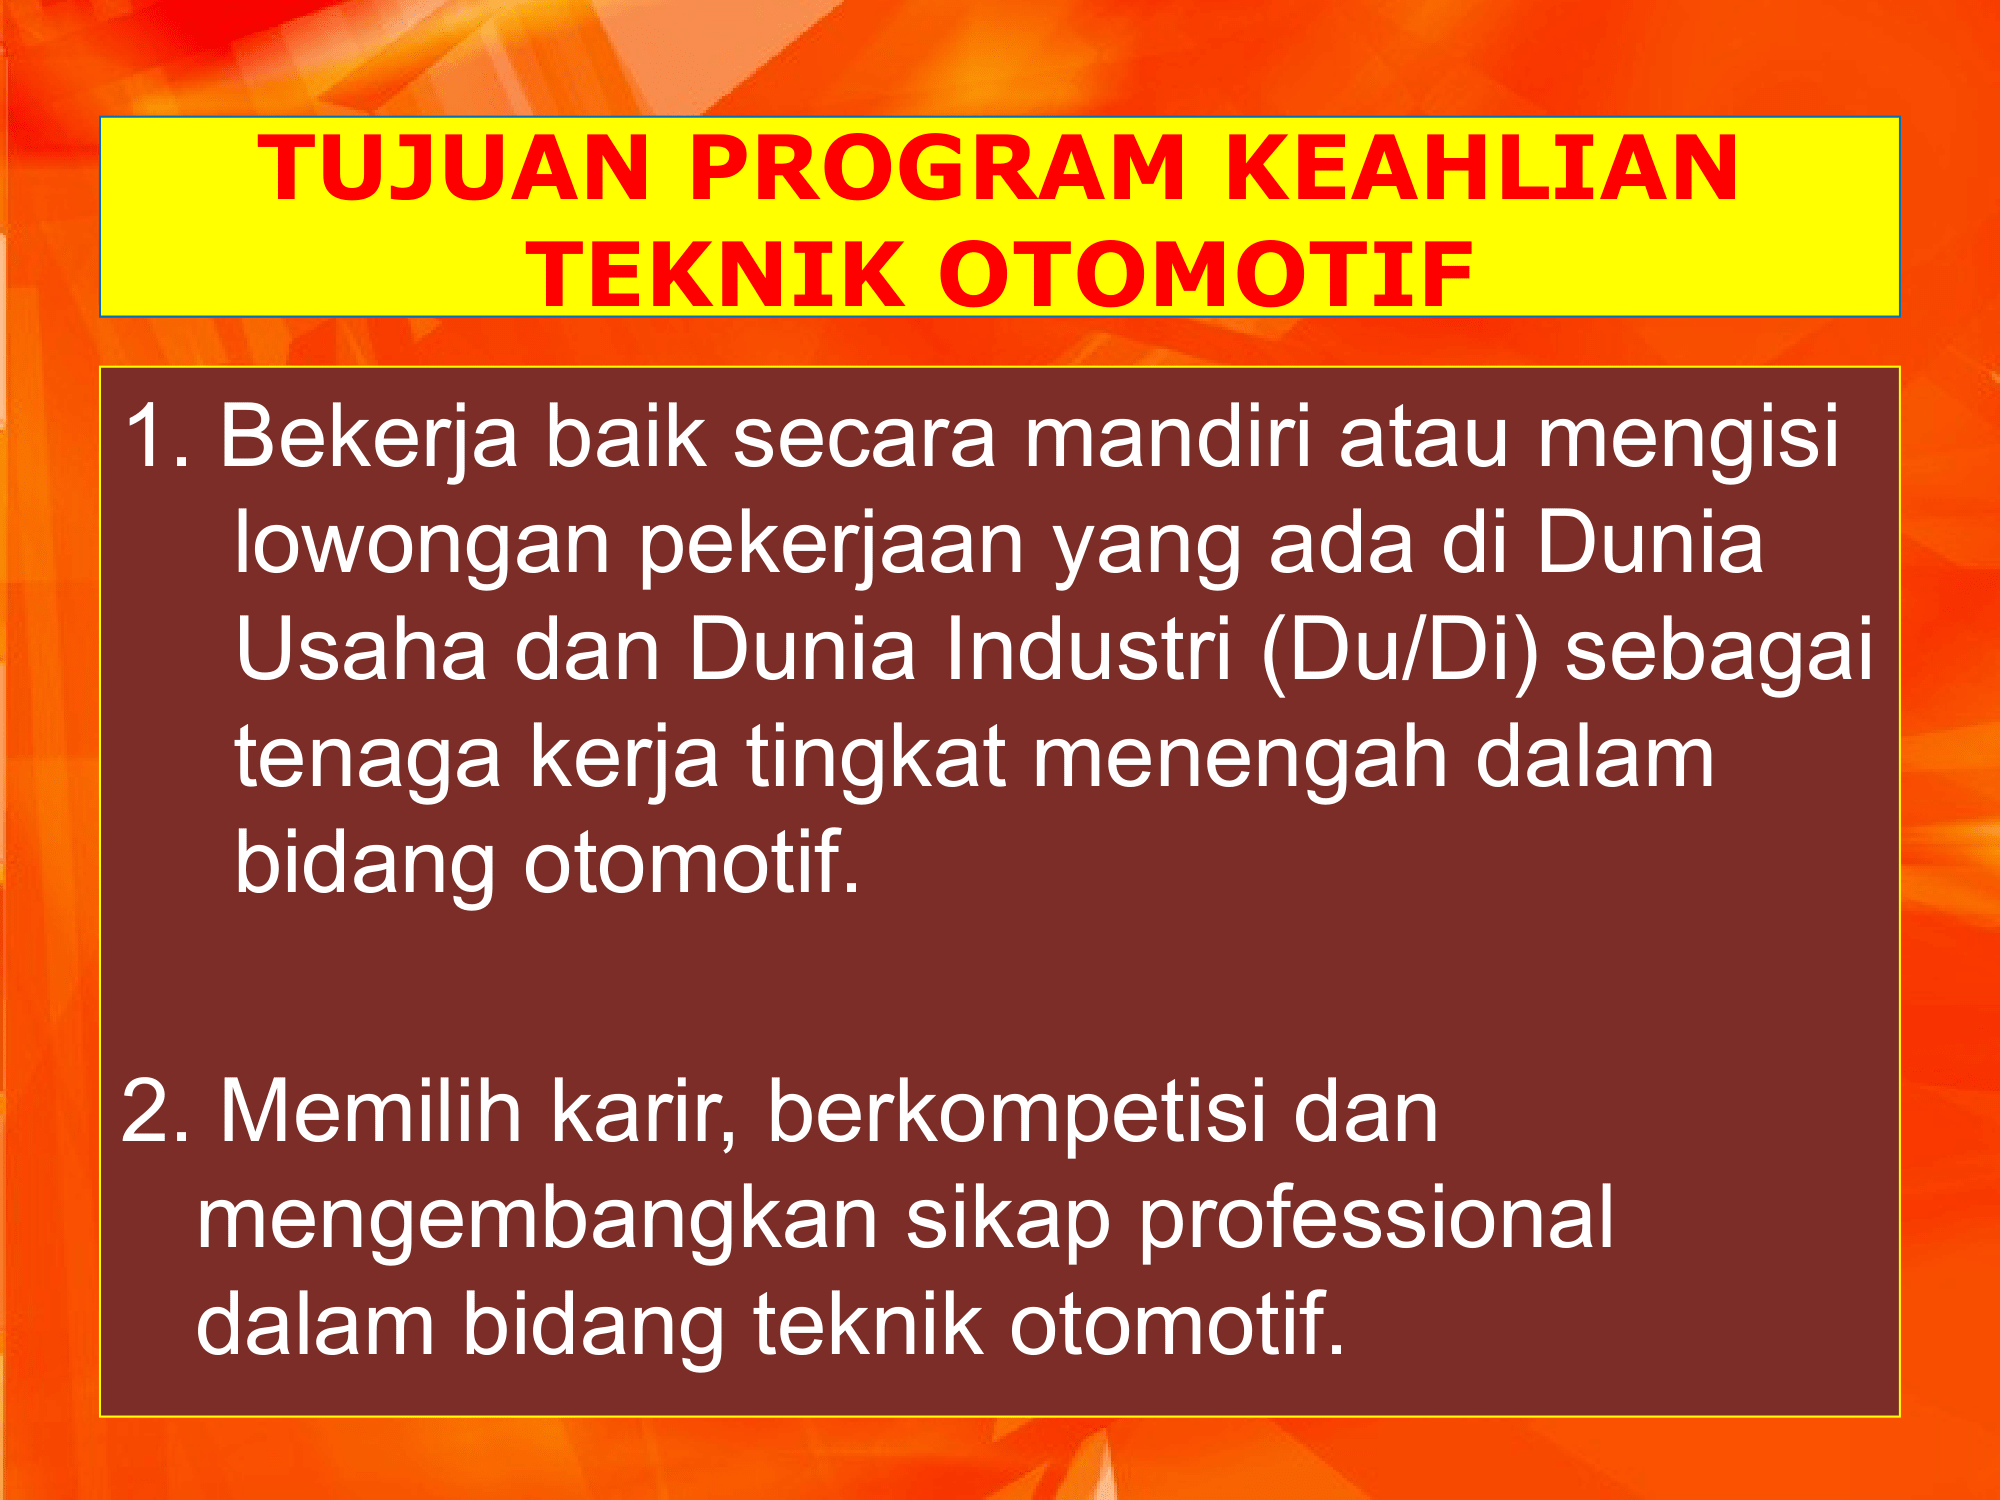 TUJUAN PROGRAM KEAHLIAN
TEKNIK OTOMOTIF
1. Bekerja baik secara mandiri atau mengisi
lowongan pekerjaan yang ada di Dunia
Usaha dan Dunia Industri (Du/Di) sebagai
tenaga kerja tingkat menengah dalam
bidang otomotif.
2. Memilih karir, berkompetisi dan
mengembangkan sikap professional
dalam bidang teknik otomotif.